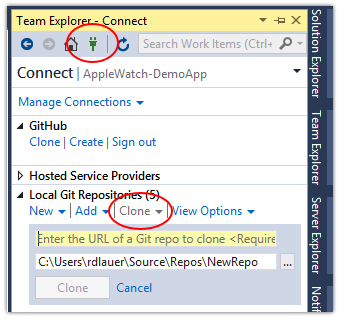 Team Explorer - Connect
Search Work Items (Ctrl+
Connect | AppleWatch-DemoApp
Manage Connections
GitHub
Clone | Create | Sign out
Hosted Service Providers
Local Git Repositories (5)
New | Add | Clone | View Options
Enter the URL of a Git repo to clone <Require
C:\Users\rdlauer\Source\Repos\NewRepo
...
Clone Cancel
Solution Explorer
Team Explorer
Server Explorer
Notifications